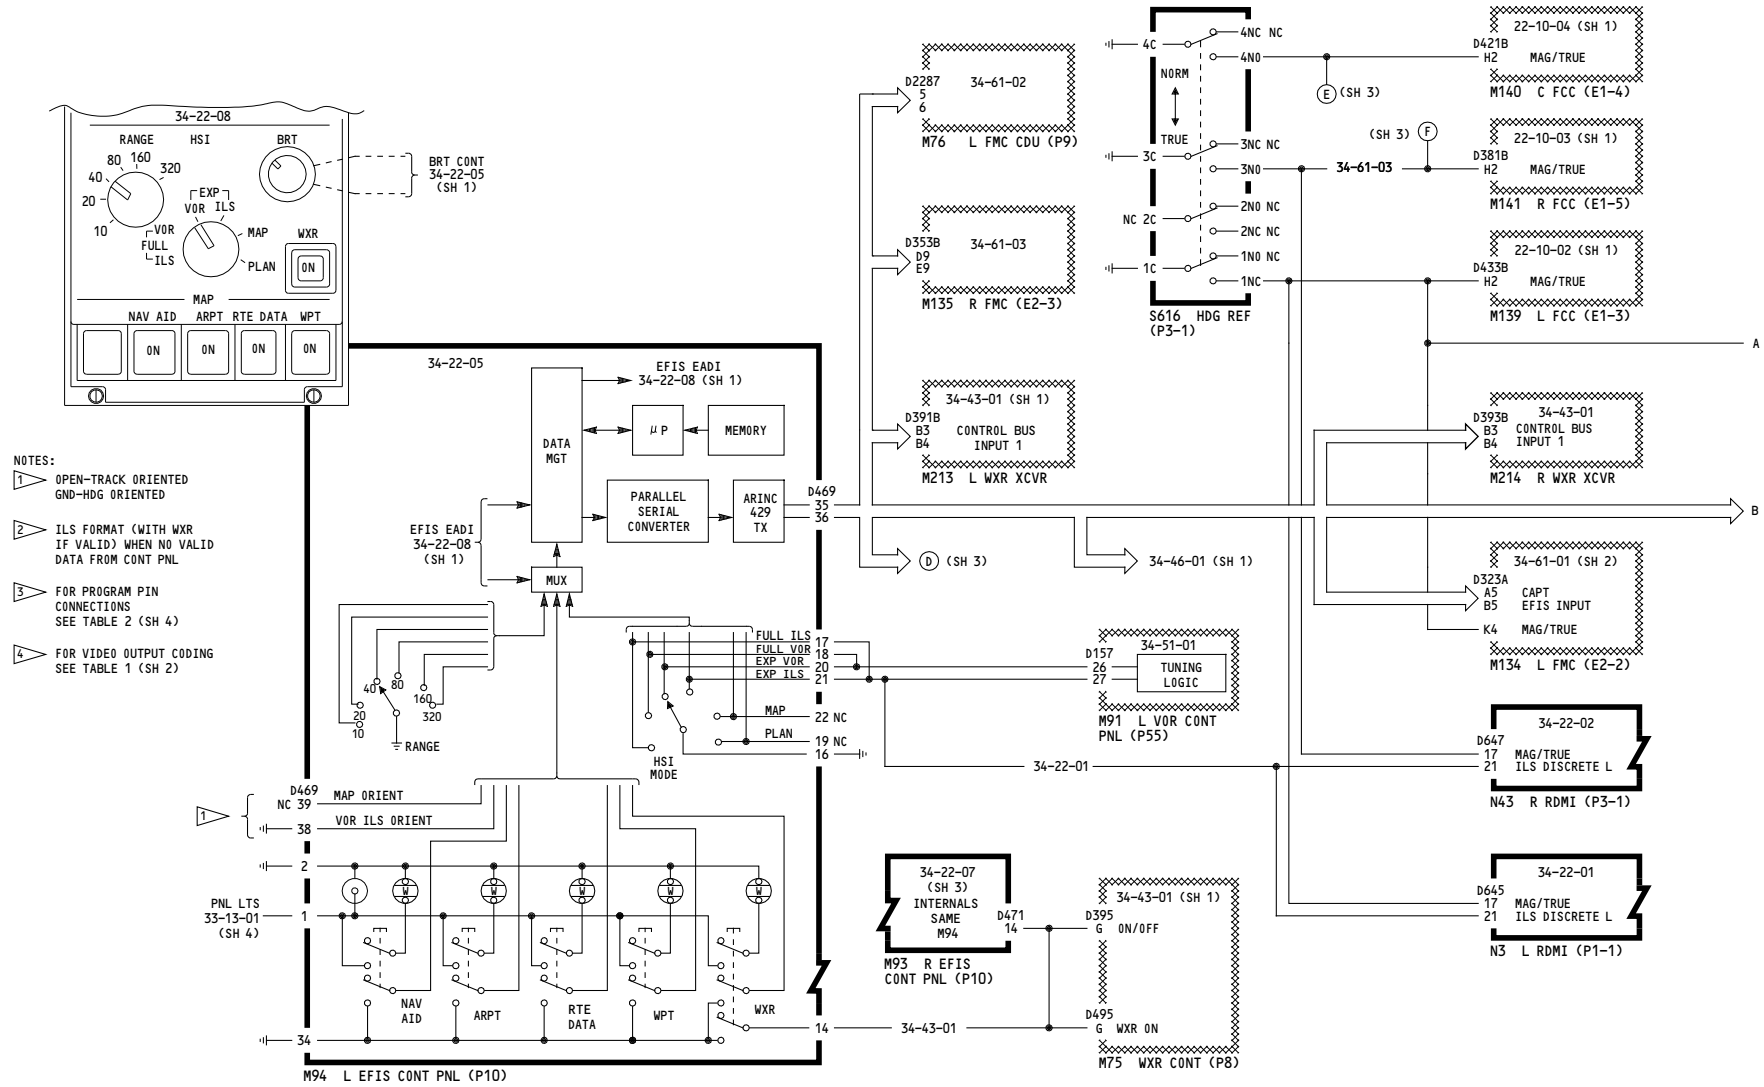 34-22-08
RANGE
HSI
BRT
80 160
40
320
20
10
EXP
VOR ILS
VOR
FULL
ILS
MAP
PLAN
WXR
ON
MAP
NAV AID ARPT RTE DATA WPT
ON ON ON ON
BRT CONT
34-22-05
(SH 1)
NOTES:
1 OPEN-TRACK ORIENTED
GND-HDG ORIENTED
2 ILS FORMAT (WITH WXR
IF VALID) WHEN NO VALID
DATA FROM CONT PNL
3 FOR PROGRAM PIN
CONNECTIONS
SEE TABLE 2 (SH 4)
4 FOR VIDEO OUTPUT CODING
SEE TABLE 1 (SH 2)
34-22-05
EFIS EADI
34-22-08 (SH 1)
DATA
MGT
μP
MEMORY
PARALLEL
SERIAL
CONVERTER
ARINC
429
TX
D469
35
36
EFIS EADI
34-22-08
(SH 1)
MUX
40
80
160
320
20
10
RANGE
FULL ILS 17
FULL VOR 18
EXP VOR 20
EXP ILS 21
MAP 22 NC
PLAN 19 NC
16
HSI
MODE
D469
NC 39 MAP ORIENT
1
38 VOR ILS ORIENT
2
PNL LTS
33-13-01
(SH 4)
1
W W W W W
NAV
AID
ARPT
RTE
DATA
WPT
WXR
34
14 34-43-01
M94 L EFIS CONT PNL (P10)
D2287
5
6
34-61-02
M76 L FMC CDU (P9)
D353B
D9
E9
34-61-03
M135 R FMC (E2-3)
34-43-01 (SH 1)
D391B
B3
B4
CONTROL BUS
INPUT 1
M213 L WXR XCVR
D (SH 3)
34-46-01 (SH 1)
34-51-01
D157
26
27
TUNING
LOGIC
M91 L VOR CONT
PNL (P55)
34-22-01
34-22-07
(SH 3)
INTERNALS
SAME
M94
D471
14
M93 R EFIS
CONT PNL (P10)
34-43-01 (SH 1)
D395
G ON/OFF
D495
G WXR ON
M75 WXR CONT (P8)
4C
4NC NC
4NO
NORM
TRUE
3C
3NC NC
3NO
NC 2C
2NO NC
2NC NC
1C
1NO NC
1NC
S616 HDG REF
(P3-1)
E (SH 3)
(SH 3) F
34-61-03
22-10-04 (SH 1)
D421B
H2 MAG/TRUE
M140 C FCC (E1-4)
22-10-03 (SH 1)
D381B
H2 MAG/TRUE
M141 R FCC (E1-5)
22-10-02 (SH 1)
D433B
H2 MAG/TRUE
M139 L FCC (E1-3)
A
34-43-01
D393B
B3
B4
CONTROL BUS
INPUT 1
M214 R WXR XCVR
B
34-61-01 (SH 2)
D323A
A5 CAPT
B5 EFIS INPUT
K4 MAG/TRUE
M134 L FMC (E2-2)
34-22-02
D647
17 MAG/TRUE
21 ILS DISCRETE L
N43 R RDMI (P3-1)
34-22-01
D645
17 MAG/TRUE
21 ILS DISCRETE L
N3 L RDMI (P1-1)